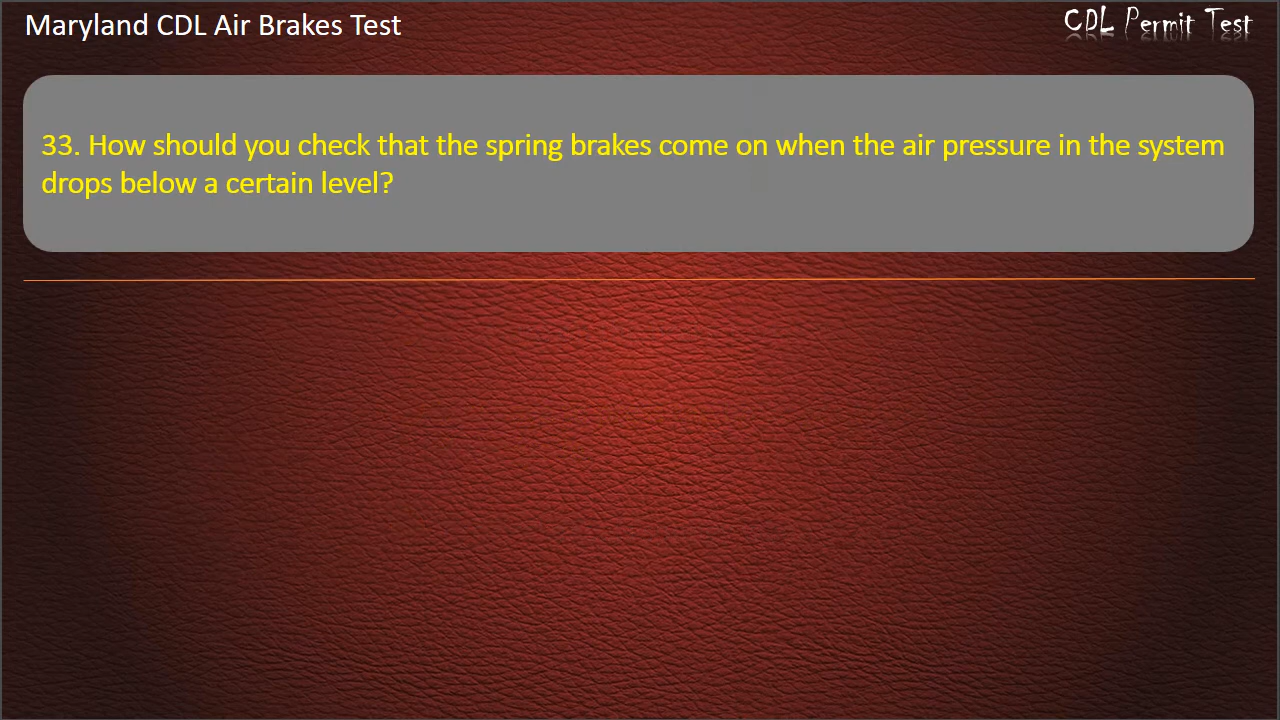 Maryland CDL Air Brakes Test
CDL Permit Test
33. How should you check that the spring brakes come on when the air pressure in the system
drops below a certain level?